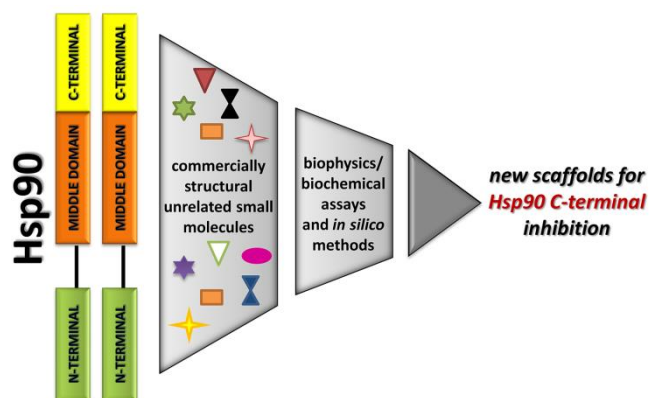 Hsp90
C-TERMINAL
MIDDLE DOMAIN
N-TERMINAL
C-TERMINAL
MIDDLE DOMAIN
N-TERMINAL
commercially
structural
unrelated small
molecules
biophysics/
biochemical
assays
and in silico
methods
new scaffolds for
Hsp90 C-terminal
inhibition